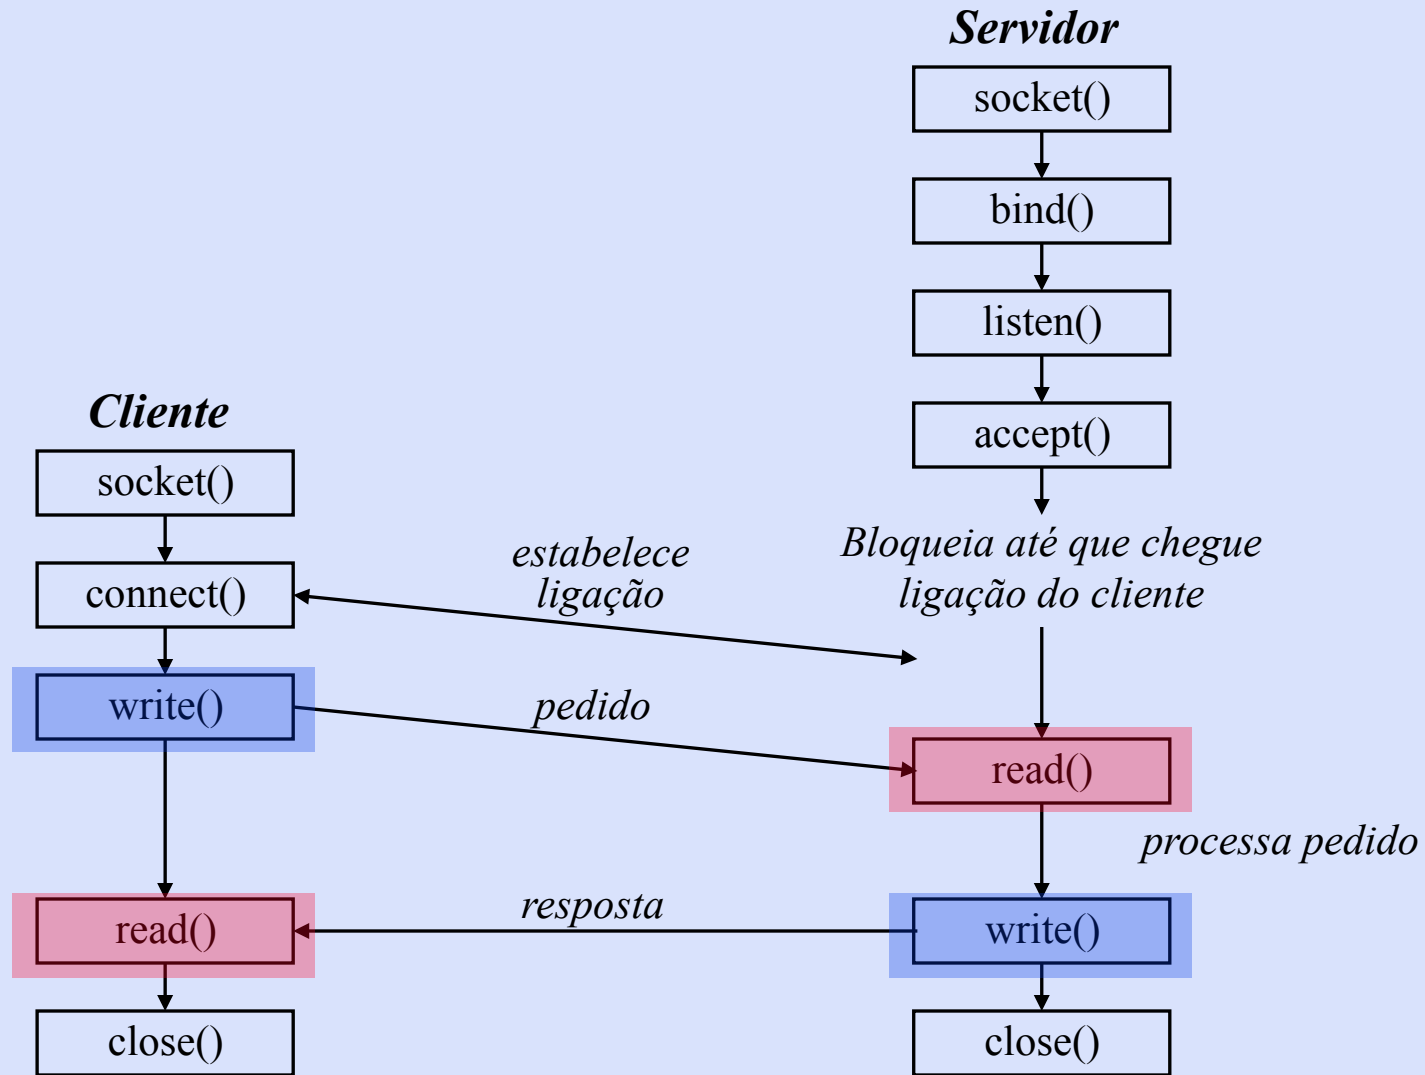 Servidor
socket()
bind()
listen()
accept()
Bloqueia até que chegue
ligação do cliente
read()
processa pedido
write()
close()
Cliente
socket()
connect()
write()
read()
close()
estabelece
ligação
pedido
resposta